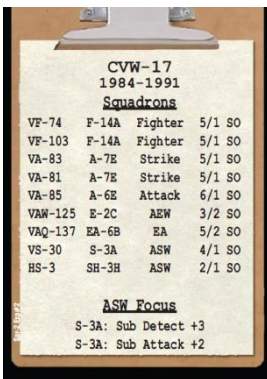 CVW-17
1984-1991
Squadrons
VF-74 F-14A Fighter 5/1 SO
VF-103 F-14A Fighter 5/1 SO
VA-83 A-7E Strike 5/1 SO
VA-81 A-7E Strike 5/1 SO
VA-85 A-6E Attack 6/1 SO
VAW-125 E-2C AEW 3/2 SO
VAQ-137 EA-6B EA 5/2 SO
VS-30 S-3A ASW 4/1 SO
HS-3 SH-3H ASW 2/1 SO
ASW Focus
S-3A: Sub Detect +3
S-3A: Sub Attack +2